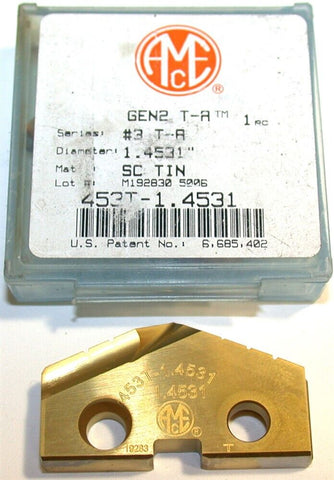 AMEC
®
GEN2 T-A™ 1 PC
Series: #3 T-A
Diameter: 1.4531"
Mat : SC TIN
Lot #: M192830 5006
453T-1.4531
U.S. Patent No.: 6,685,402
453T-1.4531
1.4531
AMEC
®
19283 T